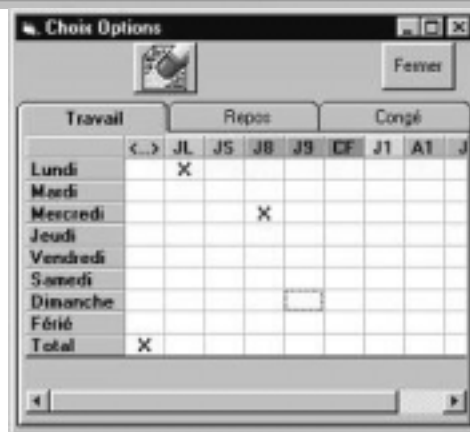 Choix Options
Fermer
Travail Repos Congé
<...> JL JS J8 J9 CF J1 A1 J
Lundi X
Mardi
Mercredi X
Jeudi
Vendredi
Samedi
Dimanche
Férié
Total X